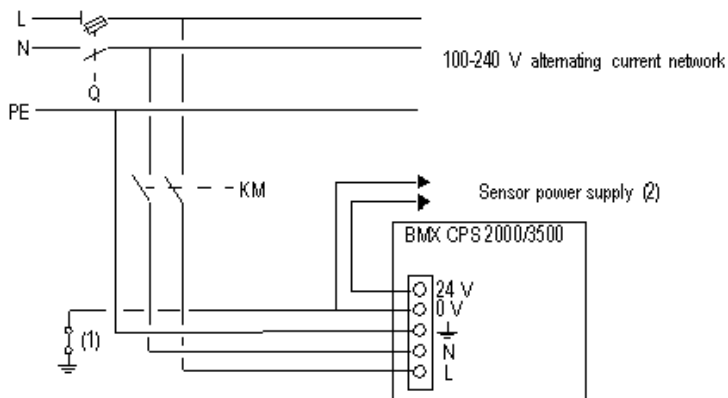 L
N
100-240 V alternating current network
Q
PE
KM
Sensor power supply (2)
BMX CPS 2000/3500
24 V
0 V
(1)
N
L